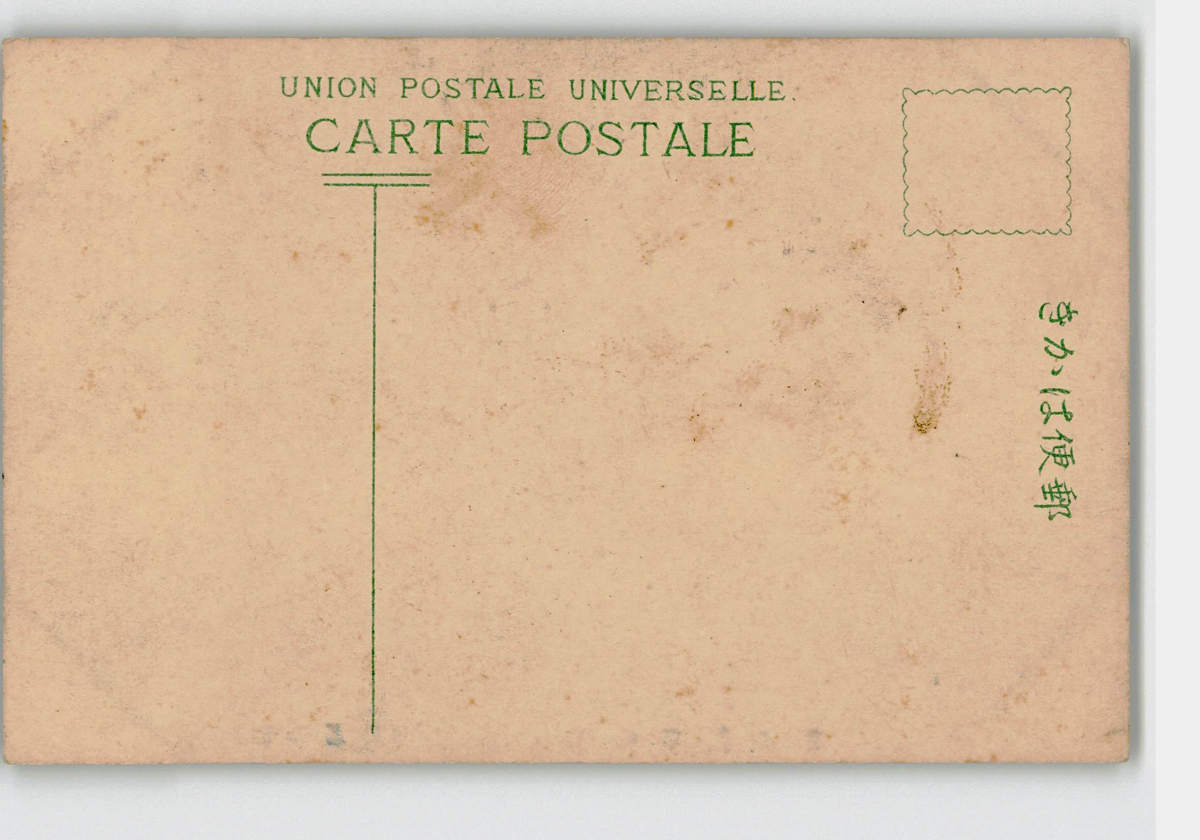 UNION POSTALE UNIVERSELLE.
CARTE POSTALE
郵便はかき